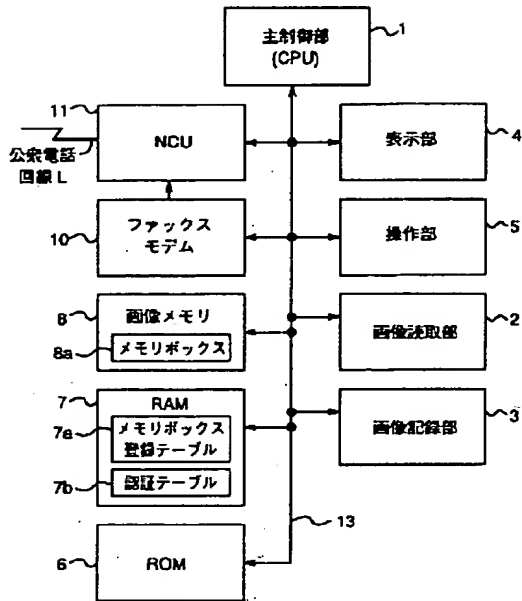 主制御部
(CPU)
1
11
NCU
公衆電話
回線 L
表示部
4
10
ファックス
モデム
操作部
5
8
画像メモリ
8a
メモリボックス
画像読取部
2
7
RAM
7a
メモリボックス
登録テーブル
7b
認証テーブル
画像記録部
3
13
6
ROM